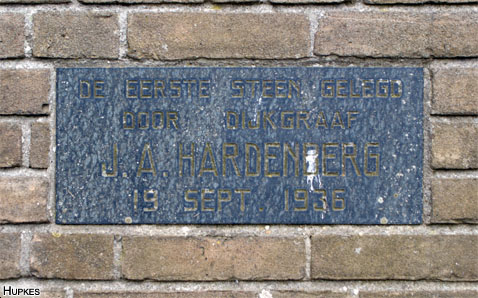 DE EERSTE STEEN GELEGD
DOOR DIJKGRAAF
J.A. HARDENBERG
19 SEPT. 1936
HUPKES